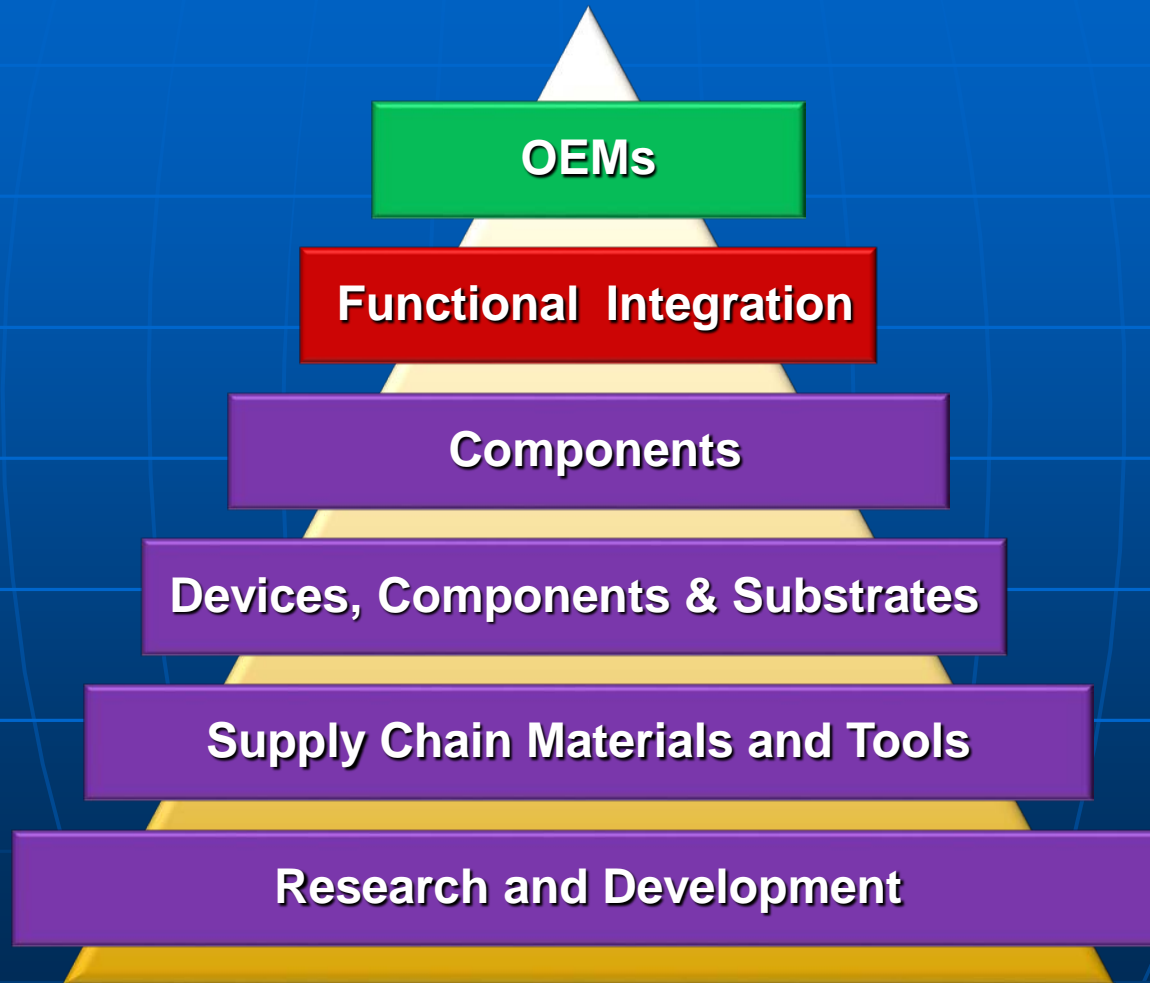 OEMs
Functional  Integration
Components
Devices, Components & Substrates
Supply Chain Materials and Tools
Research and Development